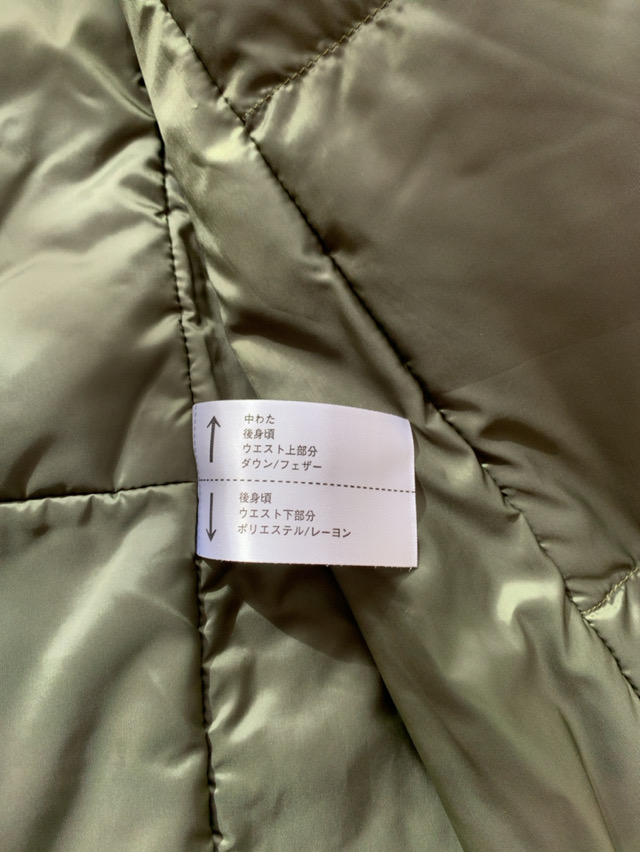 中わた
後身頃
ウエスト上部分
ダウン/フェザー
後身頃
ウエスト下部分
ポリエステル/レーヨン